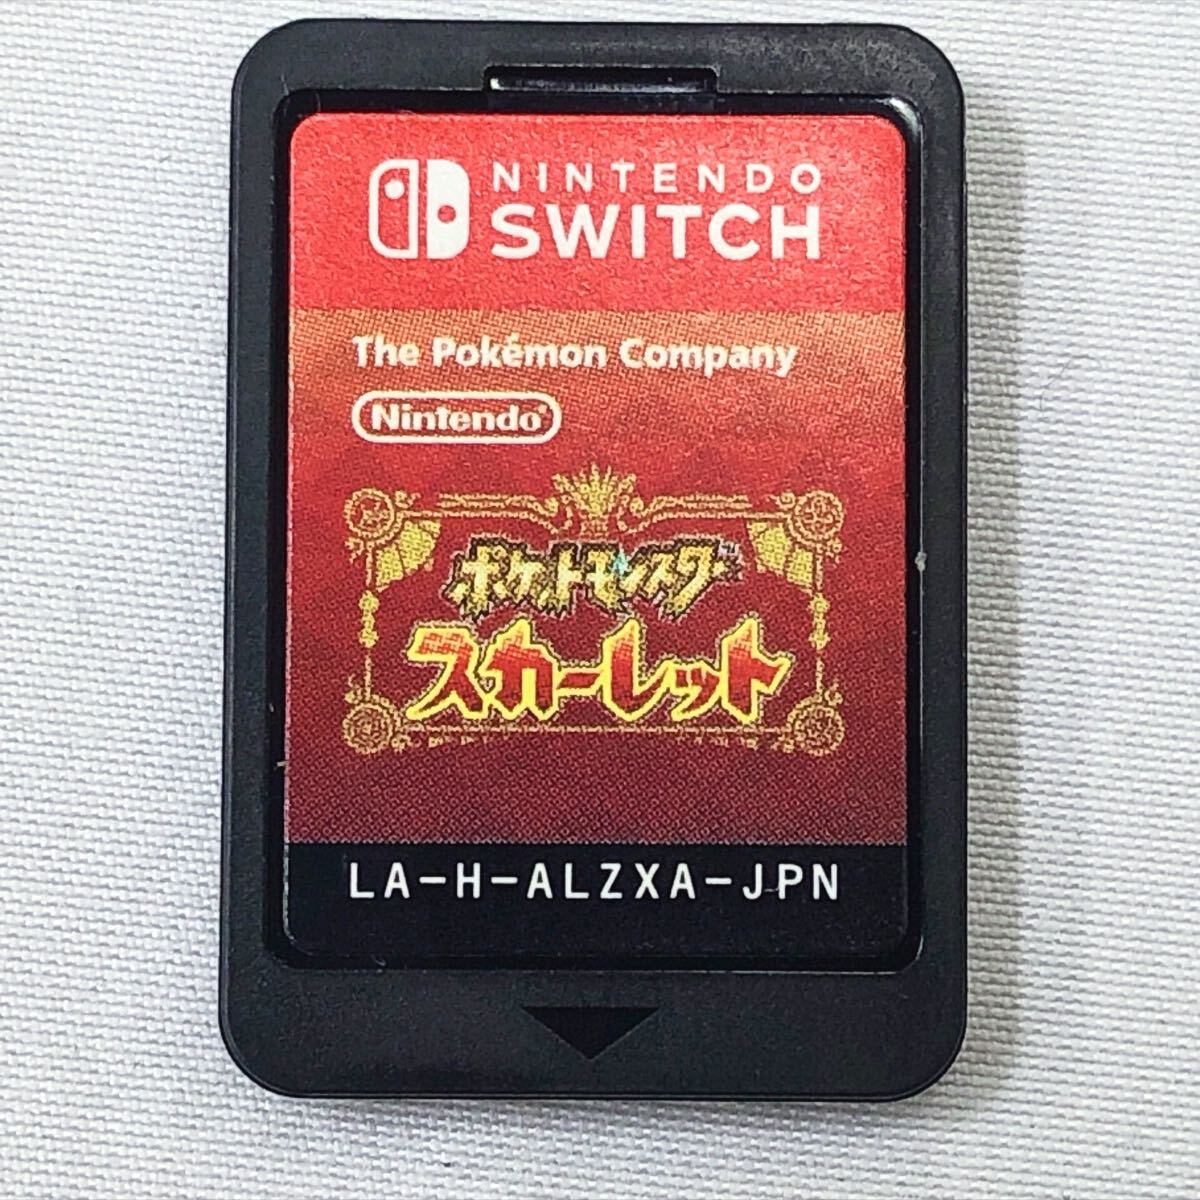 NINTENDO
SWITCH
The Pokémon Company
Nintendo®
ポケットモンスター
スカーレット
LA-H-ALZXA-JPN